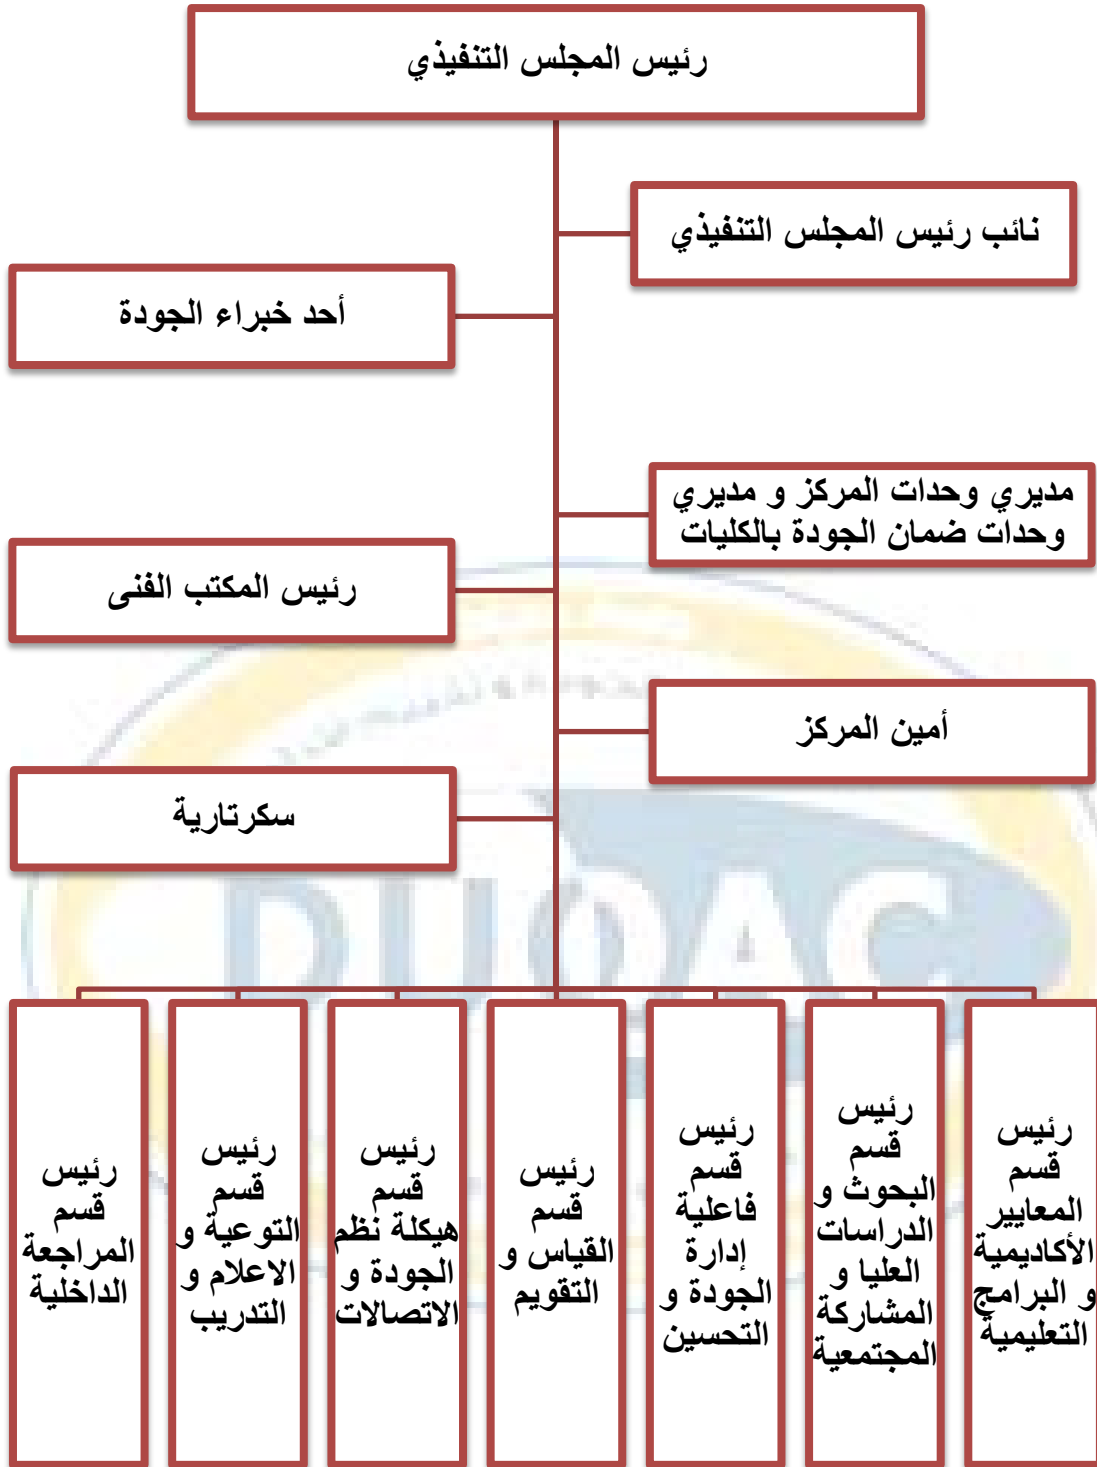 رئيس المجلس التنفيذي
نائب رئيس المجلس التنفيذي
أحد خبراء الجودة
مديري وحدات المركز و مديري
وحدات ضمان الجودة بالكليات
رئيس المكتب الفنى
أمين المركز
سكرتارية
DUQAC
رئيس
قسم
المعايير
الأكاديمية
و البرامج
التعليمية
رئيس
قسم
البحوث و
الدراسات
العليا و
المشاركة
المجتمعية
رئيس
قسم
فاعلية
إدارة
الجودة و
التحسين
رئيس
قسم
القياس و
التقويم
رئيس
قسم
هيكلة نظم
الجودة و
الاتصالات
رئيس
قسم
التوعية و
الاعلام و
التدريب
رئيس
قسم
المراجعة
الداخلية